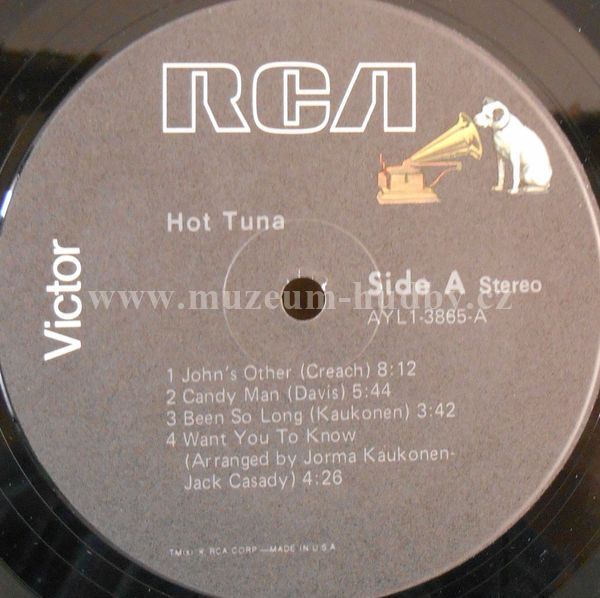 RCA
Victor
Hot Tuna
Side A Stereo
AYL1-3865-A
www.muzeum-hudby.cz
1 John's Other (Creach) 8:12
2 Candy Man (Davis) 5:44
3 Been So Long (Kaukonen) 3:42
4 Want You To Know
(Arranged by Jorma Kaukonen-
Jack Casady) 4:26
RCA CORP.—MADE IN U.S.A.